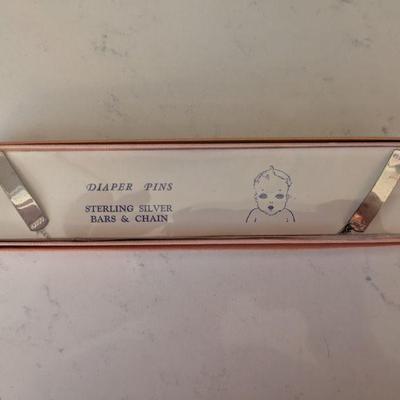 DIAPER PINS
STERLING SILVER
BARS & CHAIN